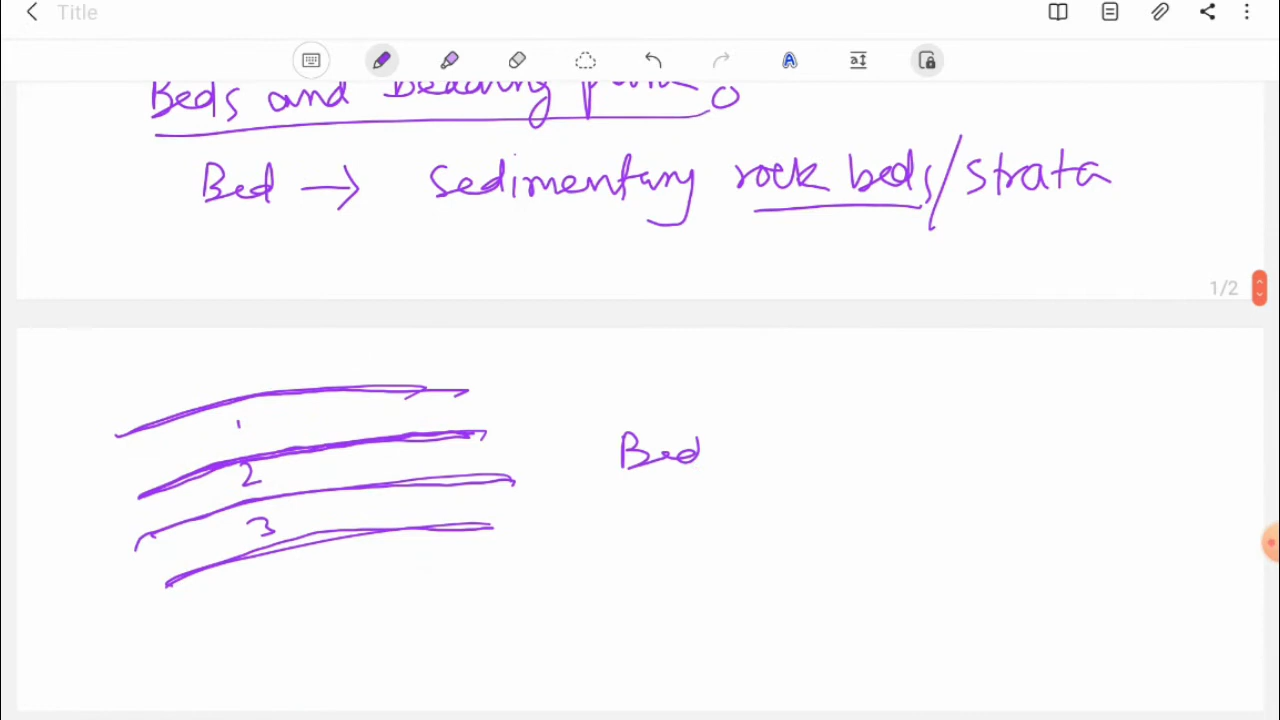 Title
Beds and
Bed → sedimentary rock beds/strata
1/2
1
2
3
Bed